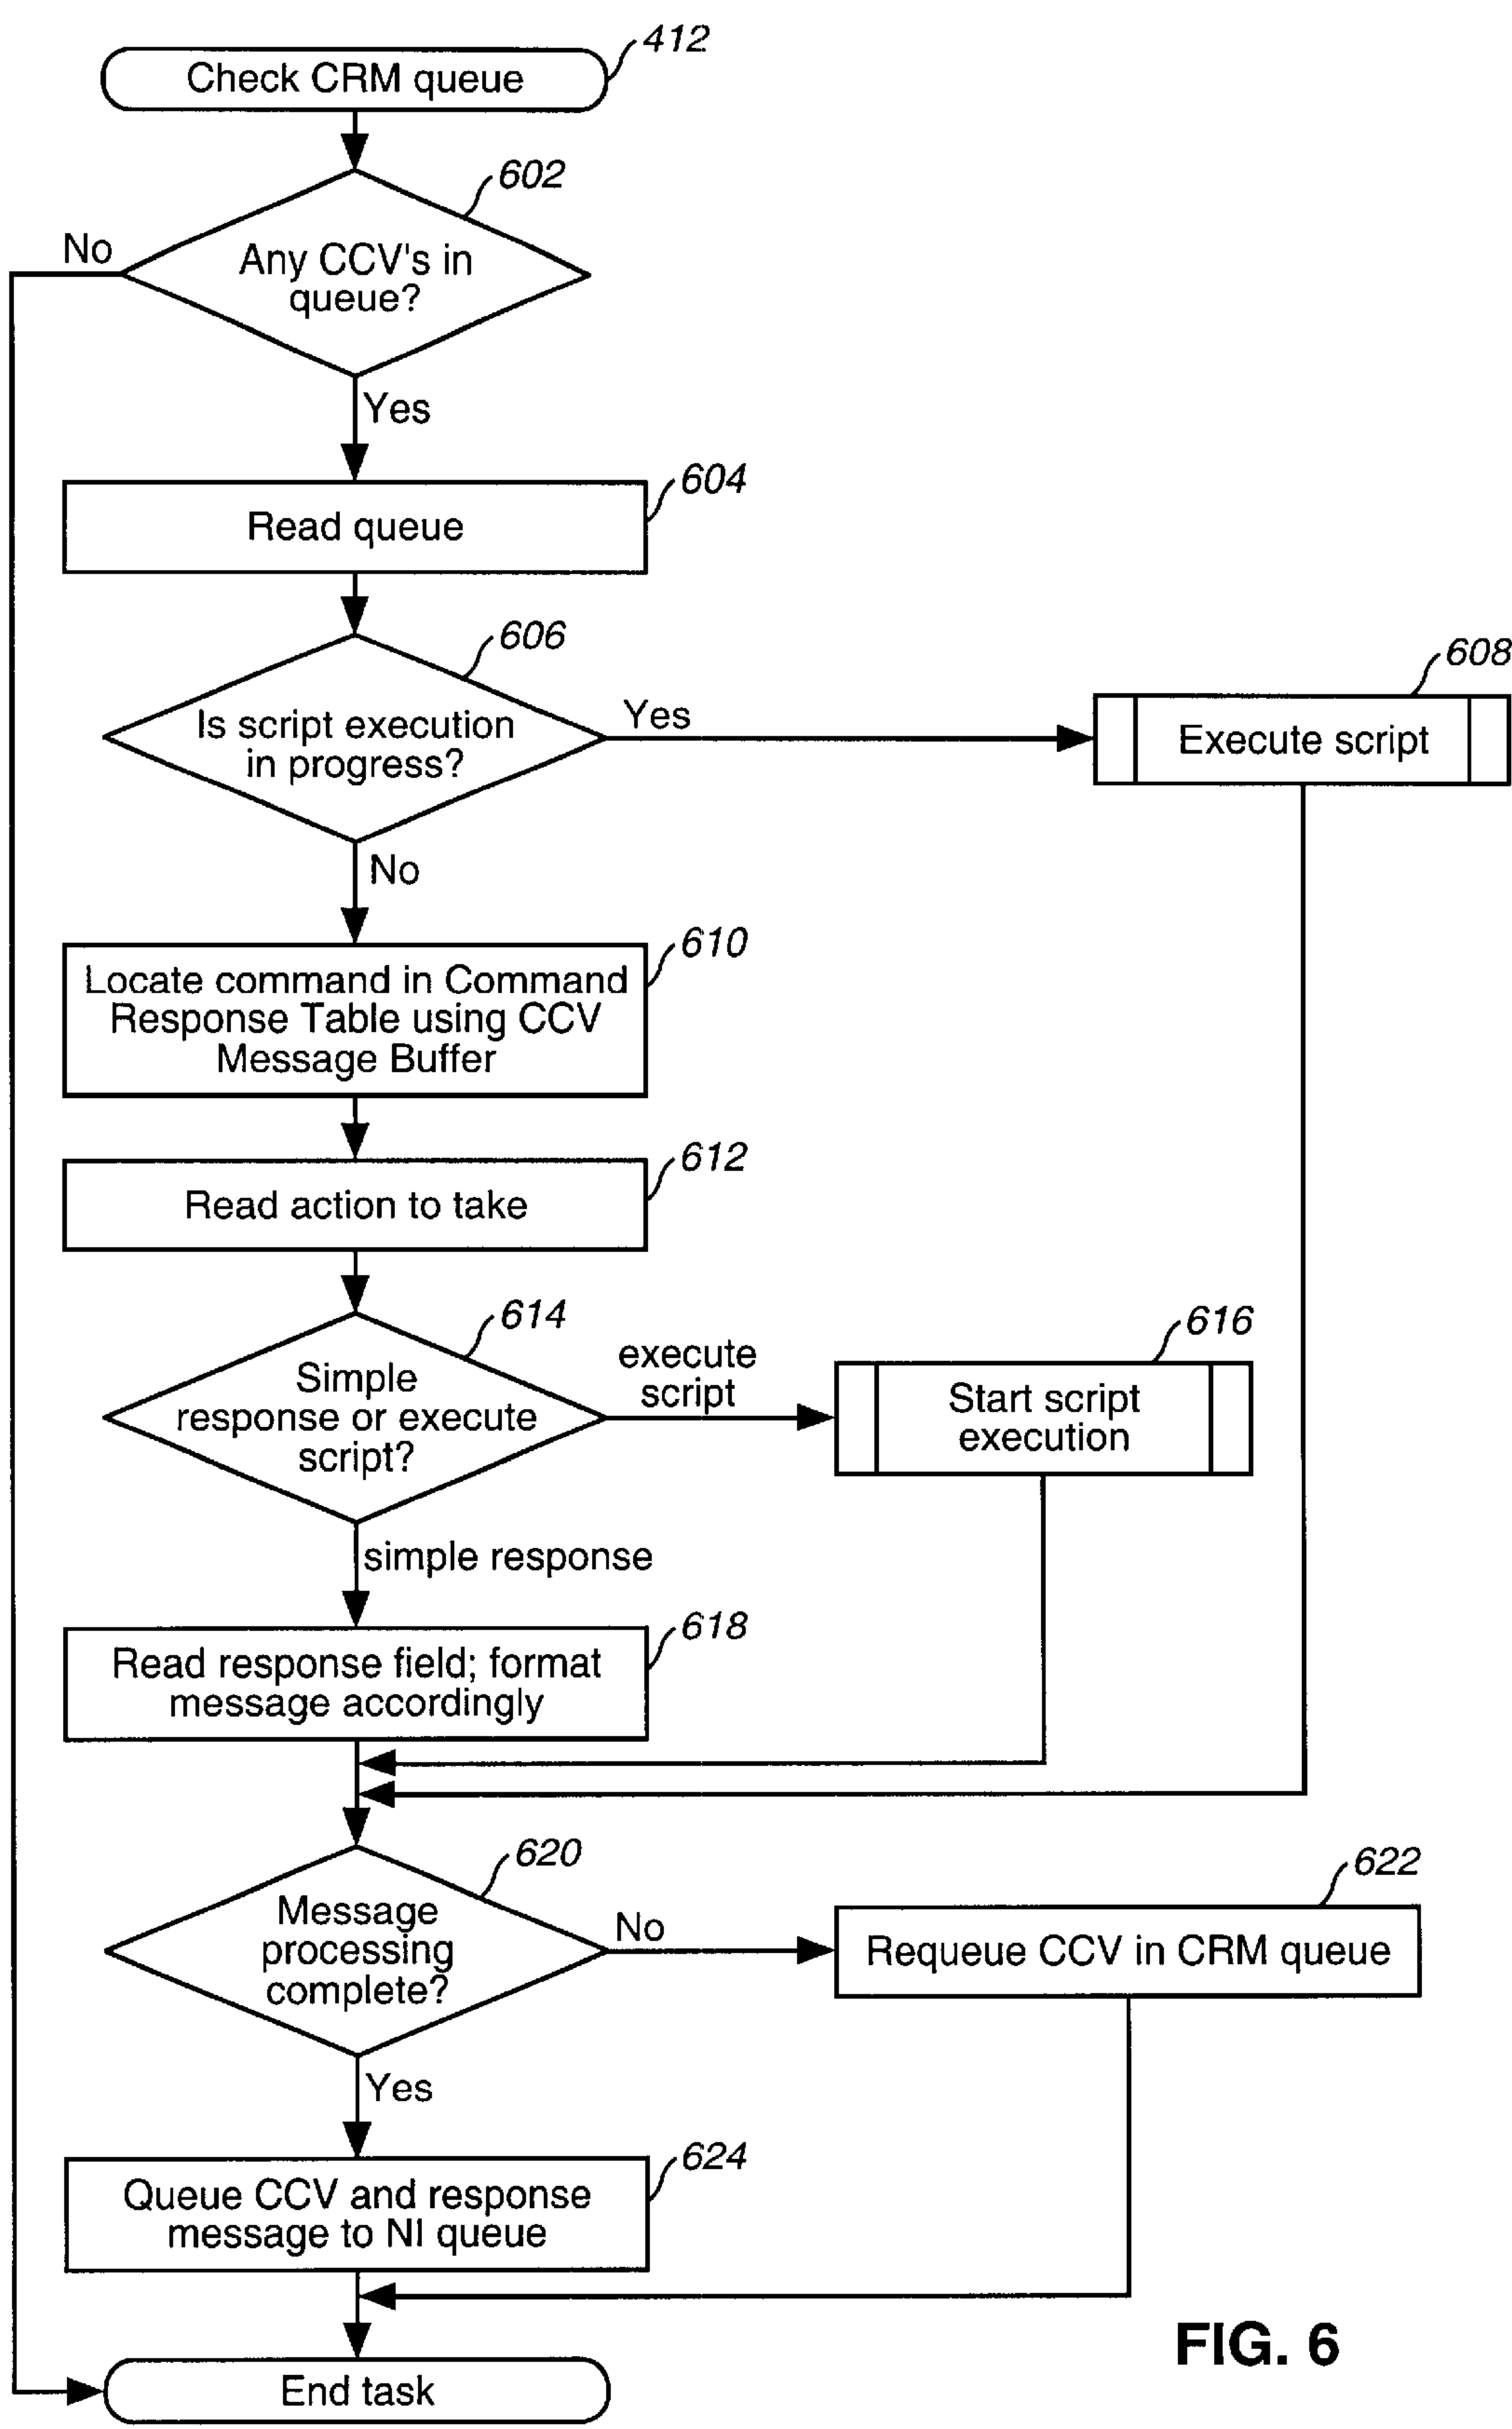 412
Check CRM queue
602
No
Any CCV's in
queue?
Yes
604
Read queue
606
608
Is script execution
in progress?
Yes
Execute script
No
610
Locate command in Command
Response Table using CCV
Message Buffer
612
Read action to take
614
616
Simple
response or execute
script?
execute
script
Start script
execution
simple response
618
Read response field; format
message accordingly
620
622
Message
processing
complete?
No
Requeue CCV in CRM queue
Yes
624
Queue CCV and response
message to NI queue
FIG. 6
End task